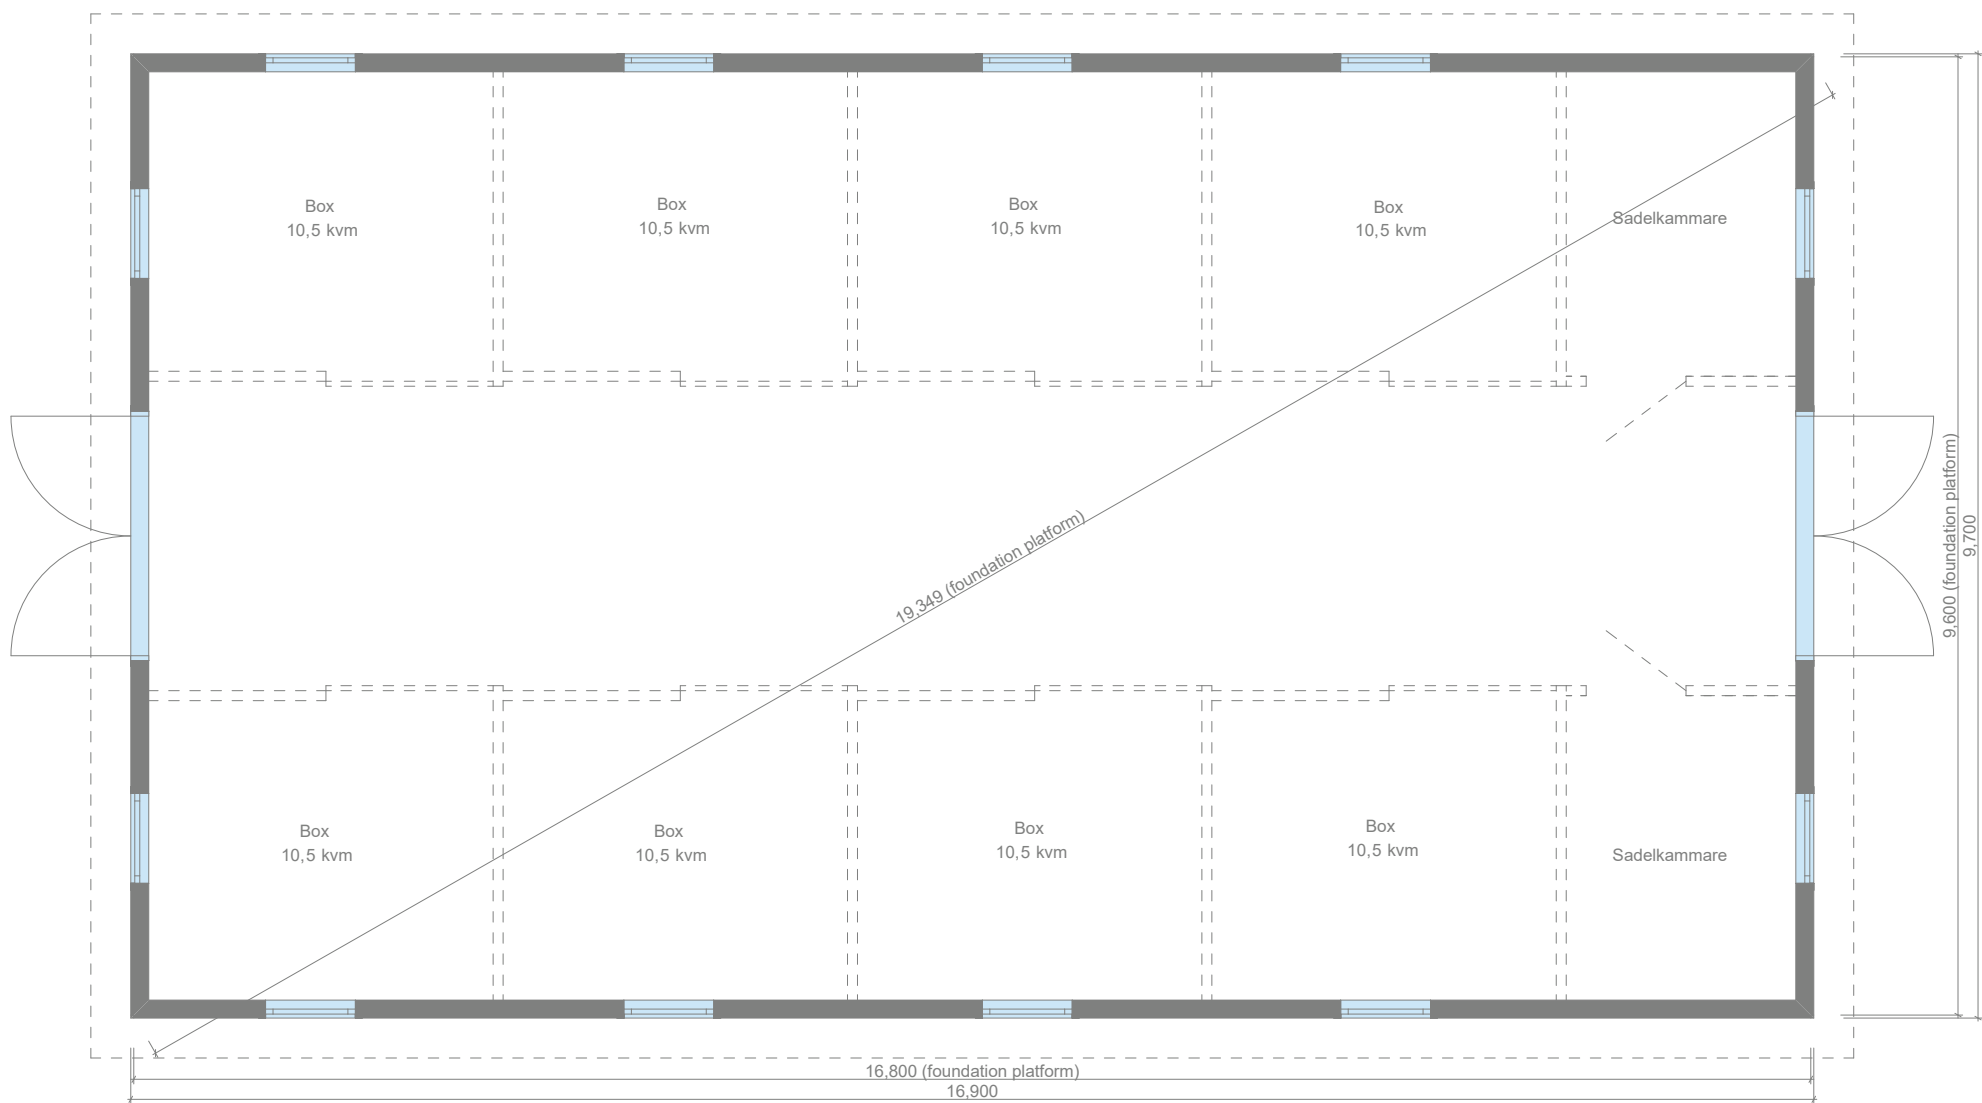 Box
10,5 kvm
Box
10,5 kvm
Box
10,5 kvm
Box
10,5 kvm
Sadelkammare
19,349 (foundation platform)
9,600 (foundation platform)
9,700
Box
10,5 kvm
Box
10,5 kvm
Box
10,5 kvm
Box
10,5 kvm
Sadelkammare
16,800 (foundation platform)
16,900